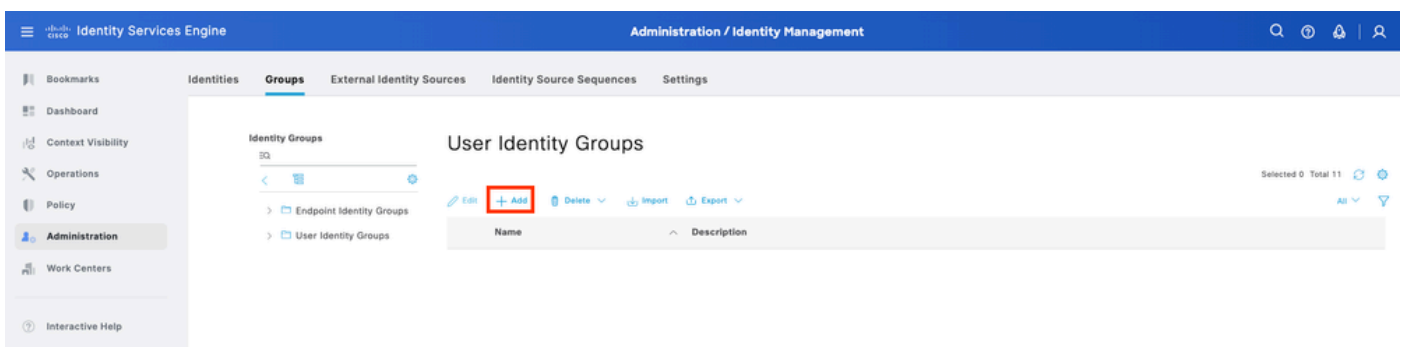 cisco Identity Services Engine
Administration / Identity Management
Bookmarks
Dashboard
Context Visibility
Operations
Policy
Administration
Work Centers
Interactive Help
Identities Groups External Identity Sources Identity Source Sequences Settings
Identity Groups
EQ
Endpoint Identity Groups
User Identity Groups
User Identity Groups
Selected 0 Total 11
Edit + Add Delete Import Export All
Name Description